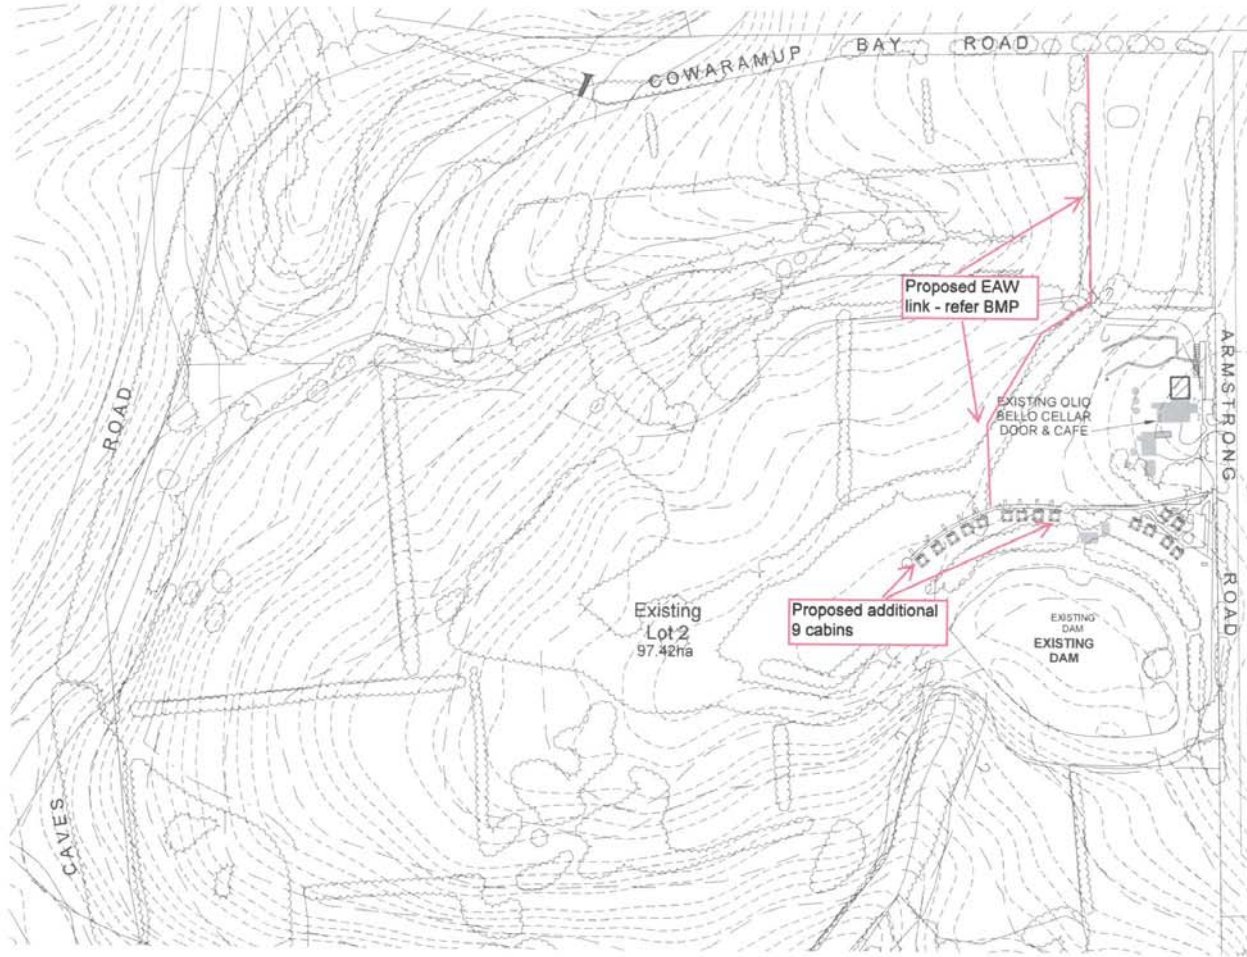 COWARAMUP BAY ROAD
Proposed EAW
link - refer BMP
ARMSTRONG
ROAD
EXISTING OLIO
BELLO CELLAR
DOOR & CAFE
ROAD
CAVES
Existing
Lot 2
97.42ha
Proposed additional
9 cabins
EXISTING
DAM
EXISTING
DAM